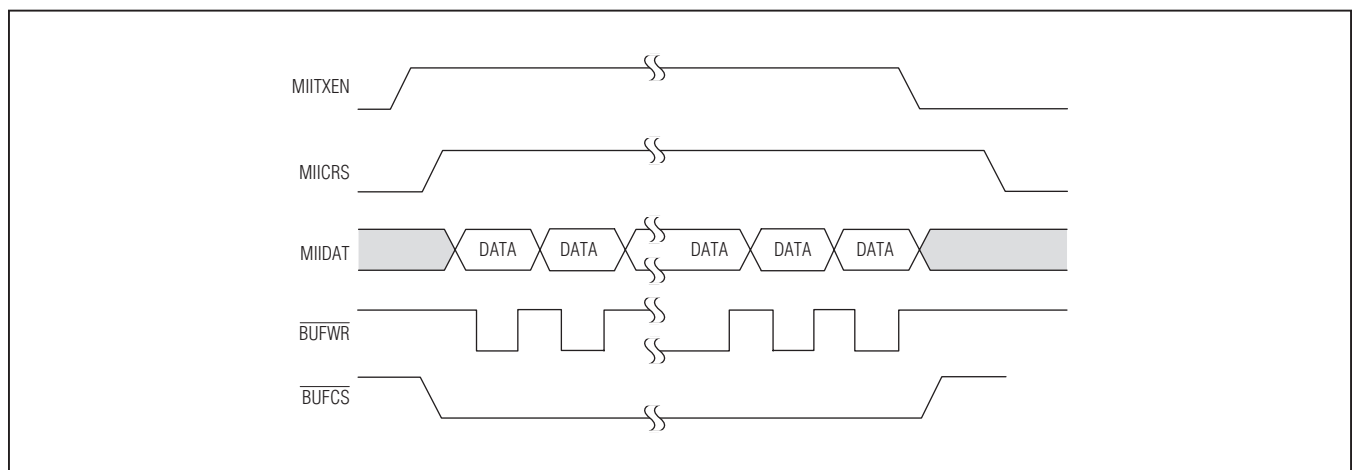 MIITXEN
MIICRS
MIIDAT DATA DATA DATA DATA DATA
BUFWR
BUFCS